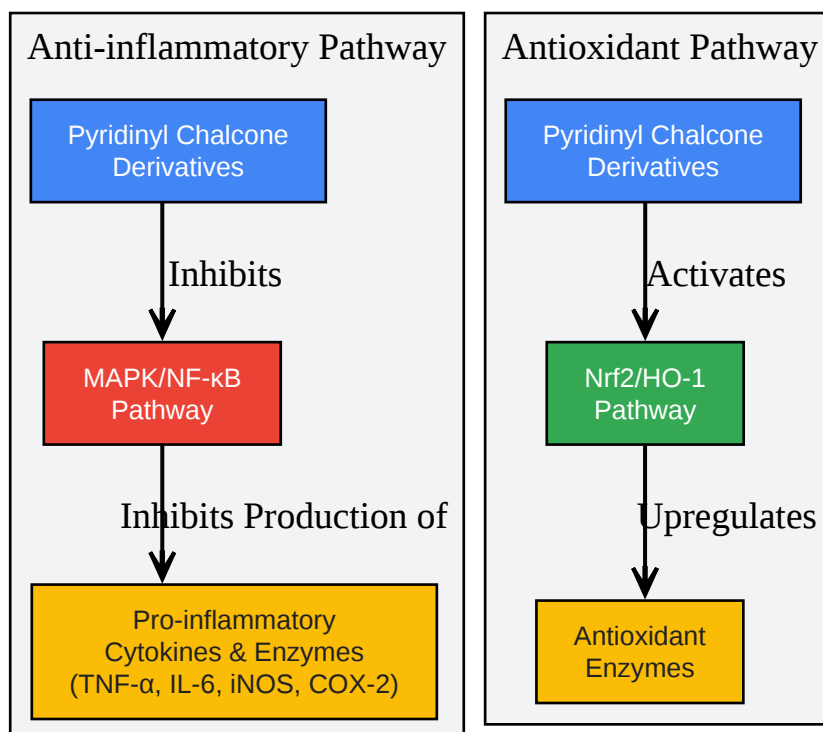 Anti-inflammatory Pathway
Pyridinyl Chalcone
Derivatives
Inhibits
MAPK/NF-κB
Pathway
Inhibits Production of
Pro-inflammatory
Cytokines & Enzymes
(TNF-α, IL-6, iNOS, COX-2)
Antioxidant Pathway
Pyridinyl Chalcone
Derivatives
Activates
Nrf2/HO-1
Pathway
Upregulates
Antioxidant
Enzymes